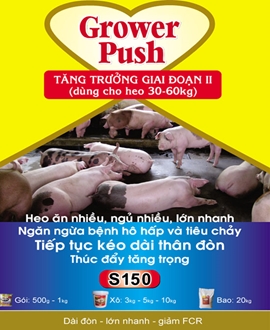 Grower
Push
TĂNG TRƯỞNG GIAI ĐOẠN II
(dùng cho heo 30-60kg)
Heo ăn nhiều, ngủ nhiều, lớn nhanh
Ngăn ngừa bệnh hô hấp và tiêu chảy
Tiếp tục kéo dài thân đòn
Thúc đẩy tăng trọng
S150
Gói: 500g - 1kg Xô: 3kg - 5kg - 10kg Bao: 20kg
Dài đòn - lớn nhanh - giảm FCR